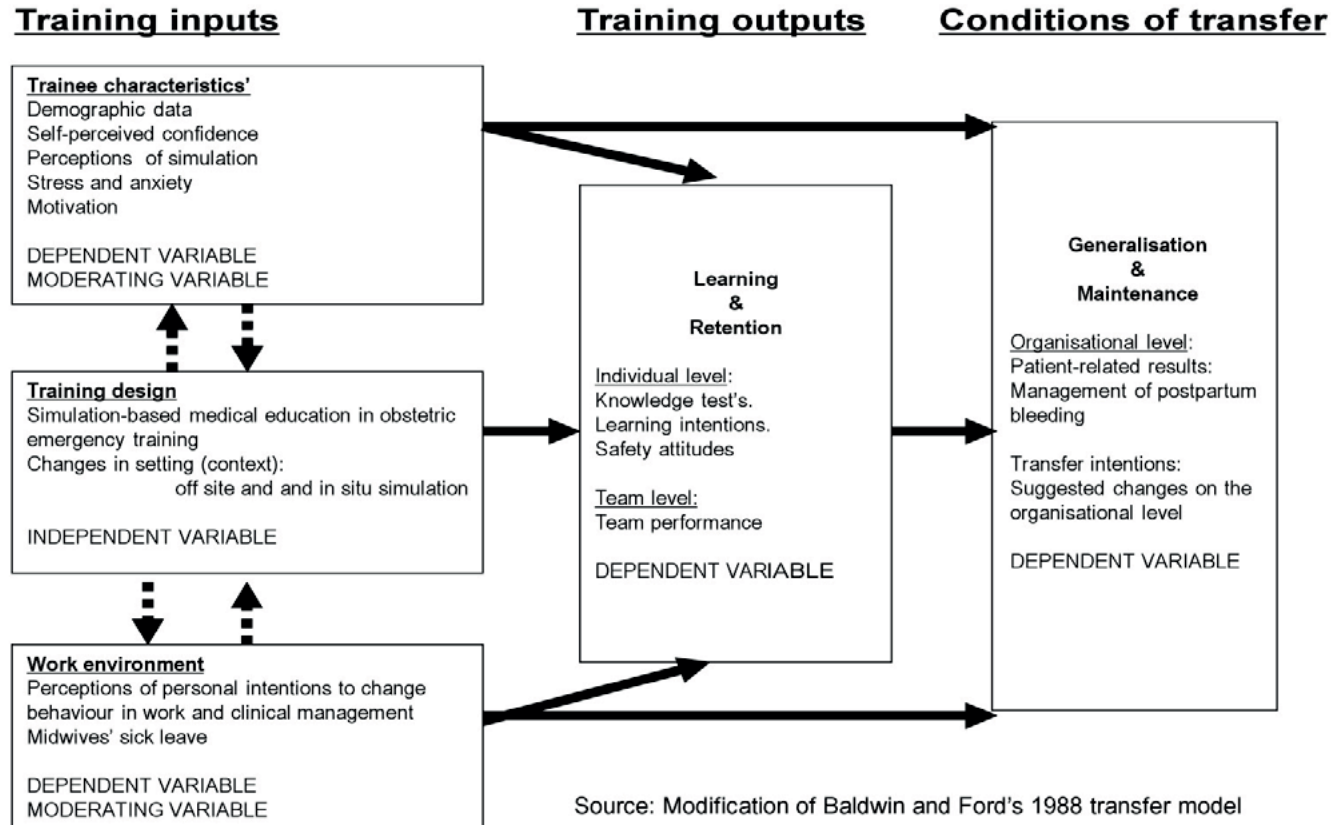 Training inputs
Training outputs
Conditions of transfer
Trainee characteristics'
Demographic data
Self-perceived confidence
Perceptions of simulation
Stress and anxiety
Motivation
DEPENDENT VARIABLE
MODERATING VARIABLE
Training design
Simulation-based medical education in obstetric
emergency training
Changes in setting (context):
off site and and in situ simulation
INDEPENDENT VARIABLE
Work environment
Perceptions of personal intentions to change
behaviour in work and clinical management
Midwives' sick leave
DEPENDENT VARIABLE
MODERATING VARIABLE
Learning
&
Retention
Individual level:
Knowledge test's.
Learning intentions.
Safety attitudes
Team level:
Team performance
DEPENDENT VARIABLE
Generalisation
&
Maintenance
Organisational level:
Patient-related results:
Management of postpartum
bleeding
Transfer intentions:
Suggested changes on the
organisational level
DEPENDENT VARIABLE
Source: Modification of Baldwin and Ford's 1988 transfer model